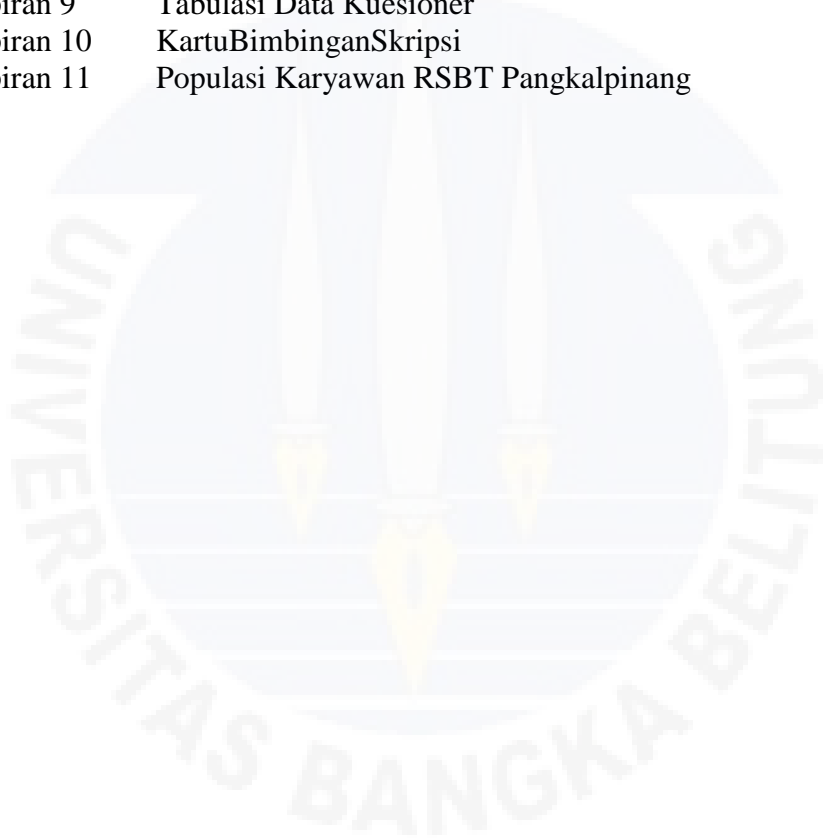 piran 9 Tabulasi Data Kuesioner
piran 10 KartuBimbinganSkripsi
piran 11 Populasi Karyawan RSBT Pangkalpinang
UNIVERSITAS BANGKA BELITUNG